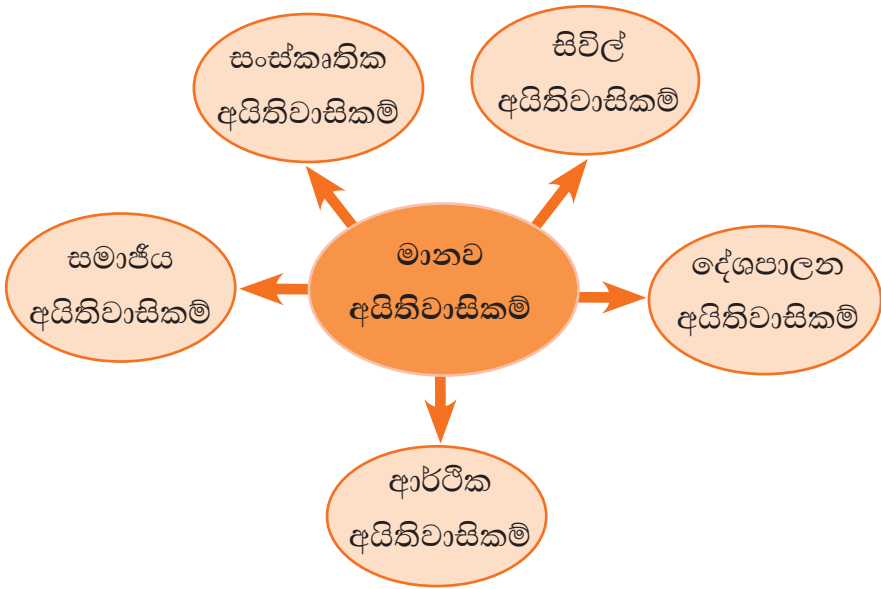 සංස්කෘතික
අයිතිවාසිකම්
සිවිල්
අයිතිවාසිකම්
සමාජීය
අයිතිවාසිකම්
මානව
අයිතිවාසිකම්
දේශපාලන
අයිතිවාසිකම්
ආර්ථික
අයිතිවාසිකම්